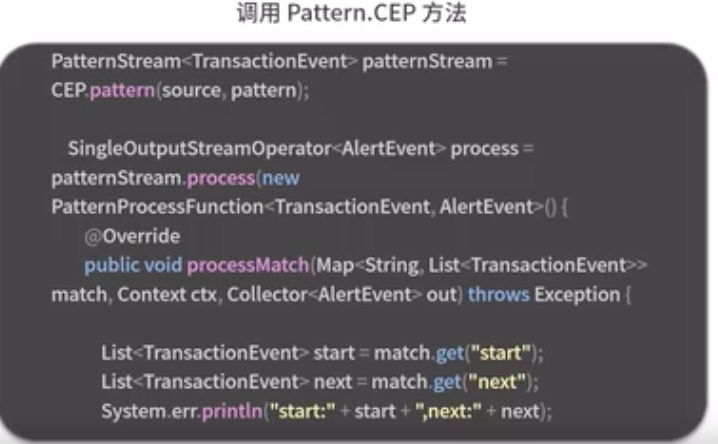 调用 Pattern.CEP 方法
PatternStream<TransactionEvent> patternStream =
CEP.pattern(source, pattern);
SingleOutputStreamOperator<AlertEvent> process =
patternStream.process(new
PatternProcessFunction<TransactionEvent, AlertEvent>() {
@Override
public void processMatch(Map<String, List<TransactionEvent>>
match, Context ctx, Collector<AlertEvent> out) throws Exception {
List<TransactionEvent> start = match.get("start");
List<TransactionEvent> next = match.get("next");
System.err.println("start:" + start + ",next:" + next);